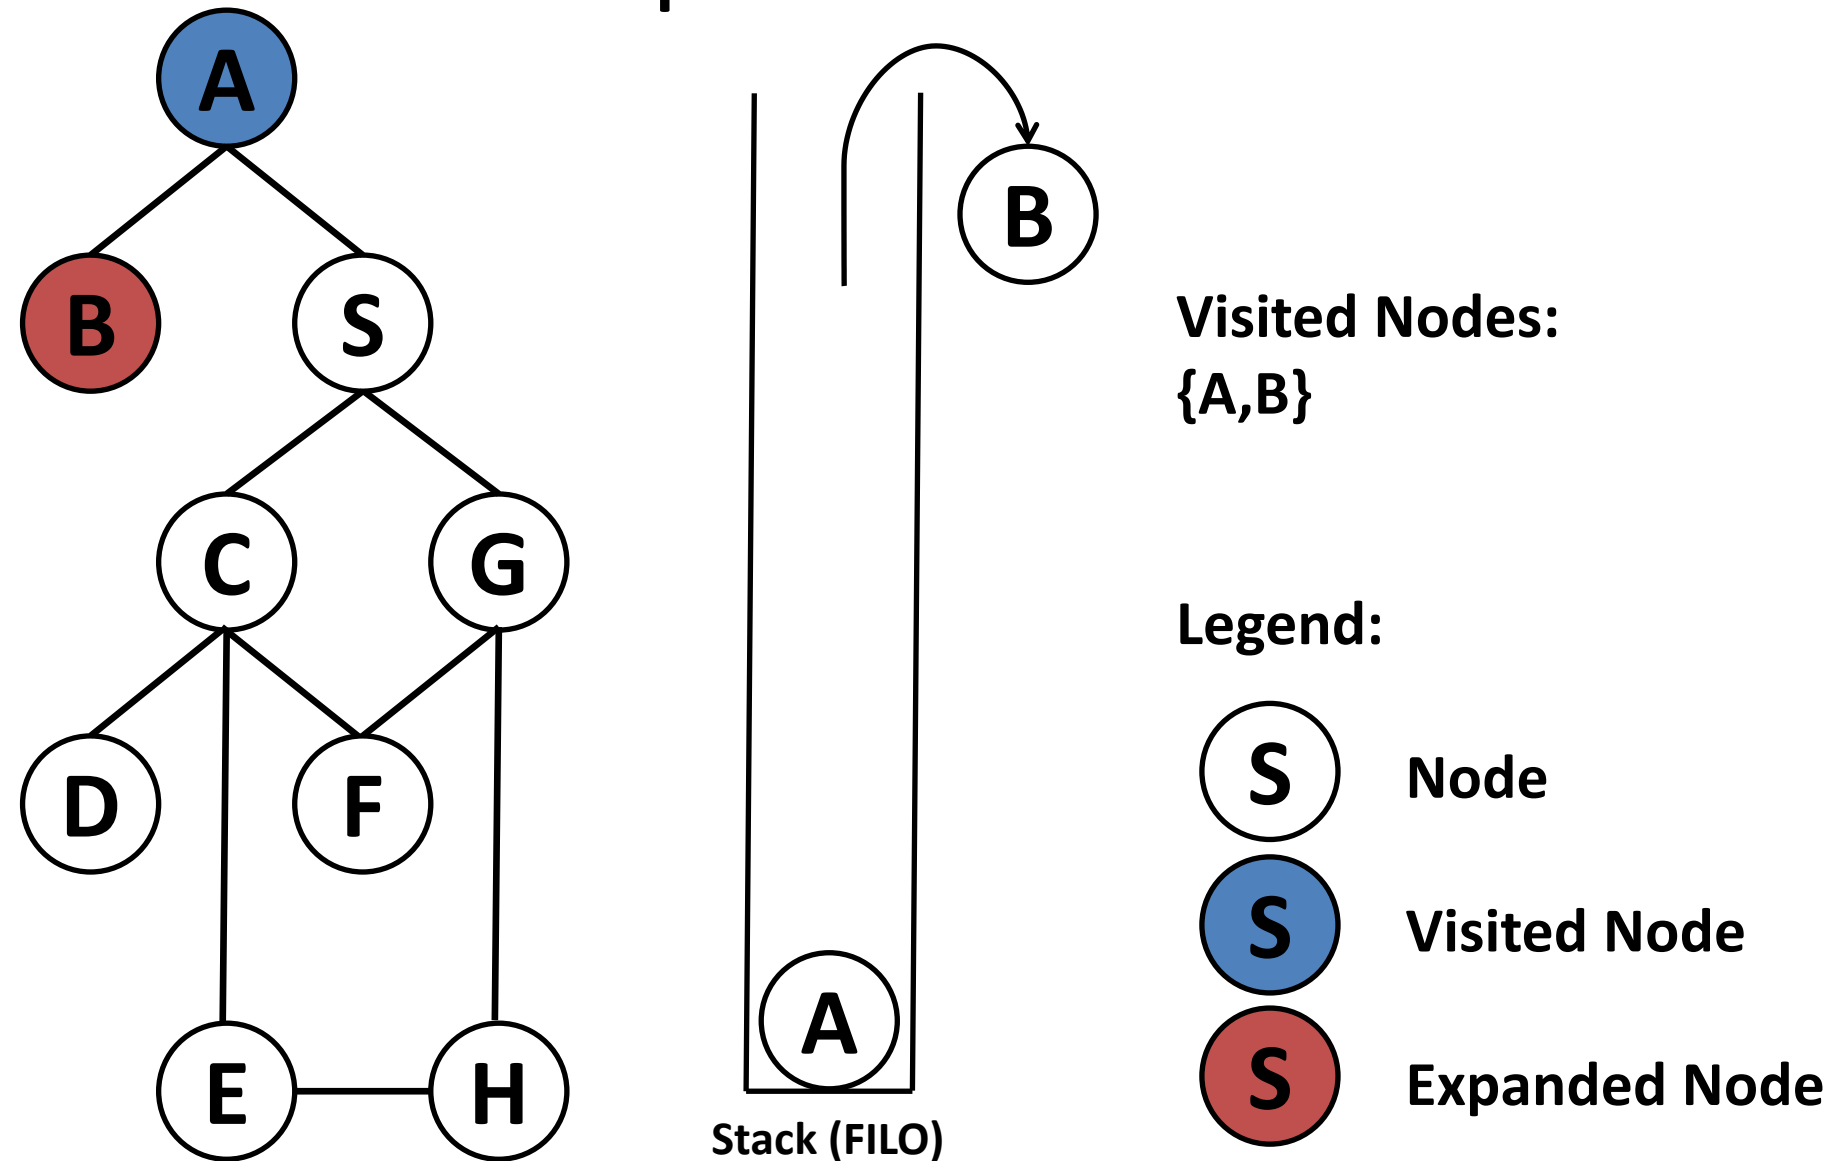 A
B
S
C
G
D
F
E
H
B
A
Stack (FILO)
Visited Nodes:
{A,B}
Legend:
S Node
S Visited Node
S Expanded Node